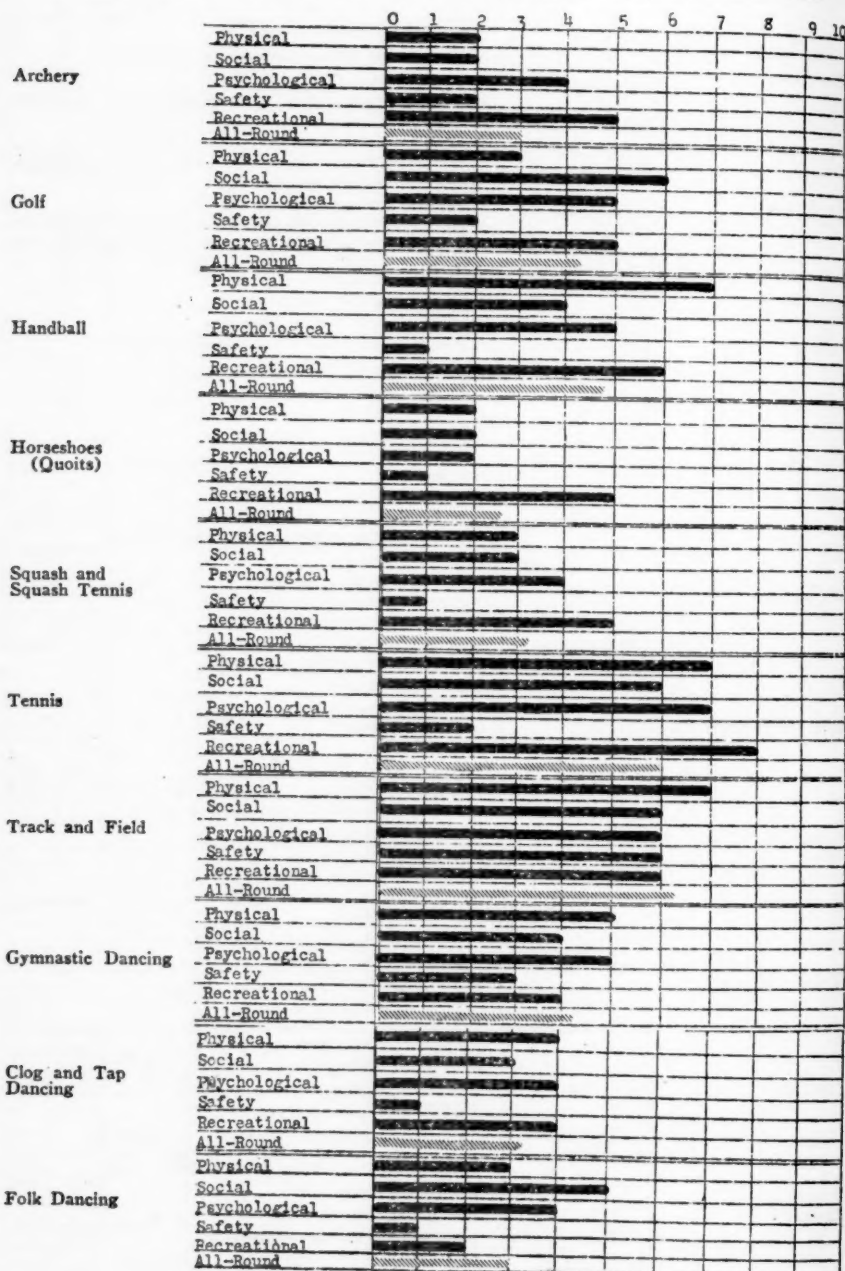 0 1 2 3 4 5 6 7 8 9 10
Archery
Physical
Social
Psychological
Safety
Recreational
All-Round
Golf
Physical
Social
Psychological
Safety
Recreational
All-Round
Handball
Physical
Social
Psychological
Safety
Recreational
All-Round
Horseshoes
(Quoits)
Physical
Social
Psychological
Safety
Recreational
All-Round
Squash and
Squash Tennis
Physical
Social
Psychological
Safety
Recreational
All-Round
Tennis
Physical
Social
Psychological
Safety
Recreational
All-Round
Track and Field
Physical
Social
Psychological
Safety
Recreational
All-Round
Gymnastic Dancing
Physical
Social
Psychological
Safety
Recreational
All-Round
Clog and Tap
Dancing
Physical
Social
Psychological
Safety
Recreational
All-Round
Folk Dancing
Physical
Social
Psychological
Safety
Recreational
All-Round